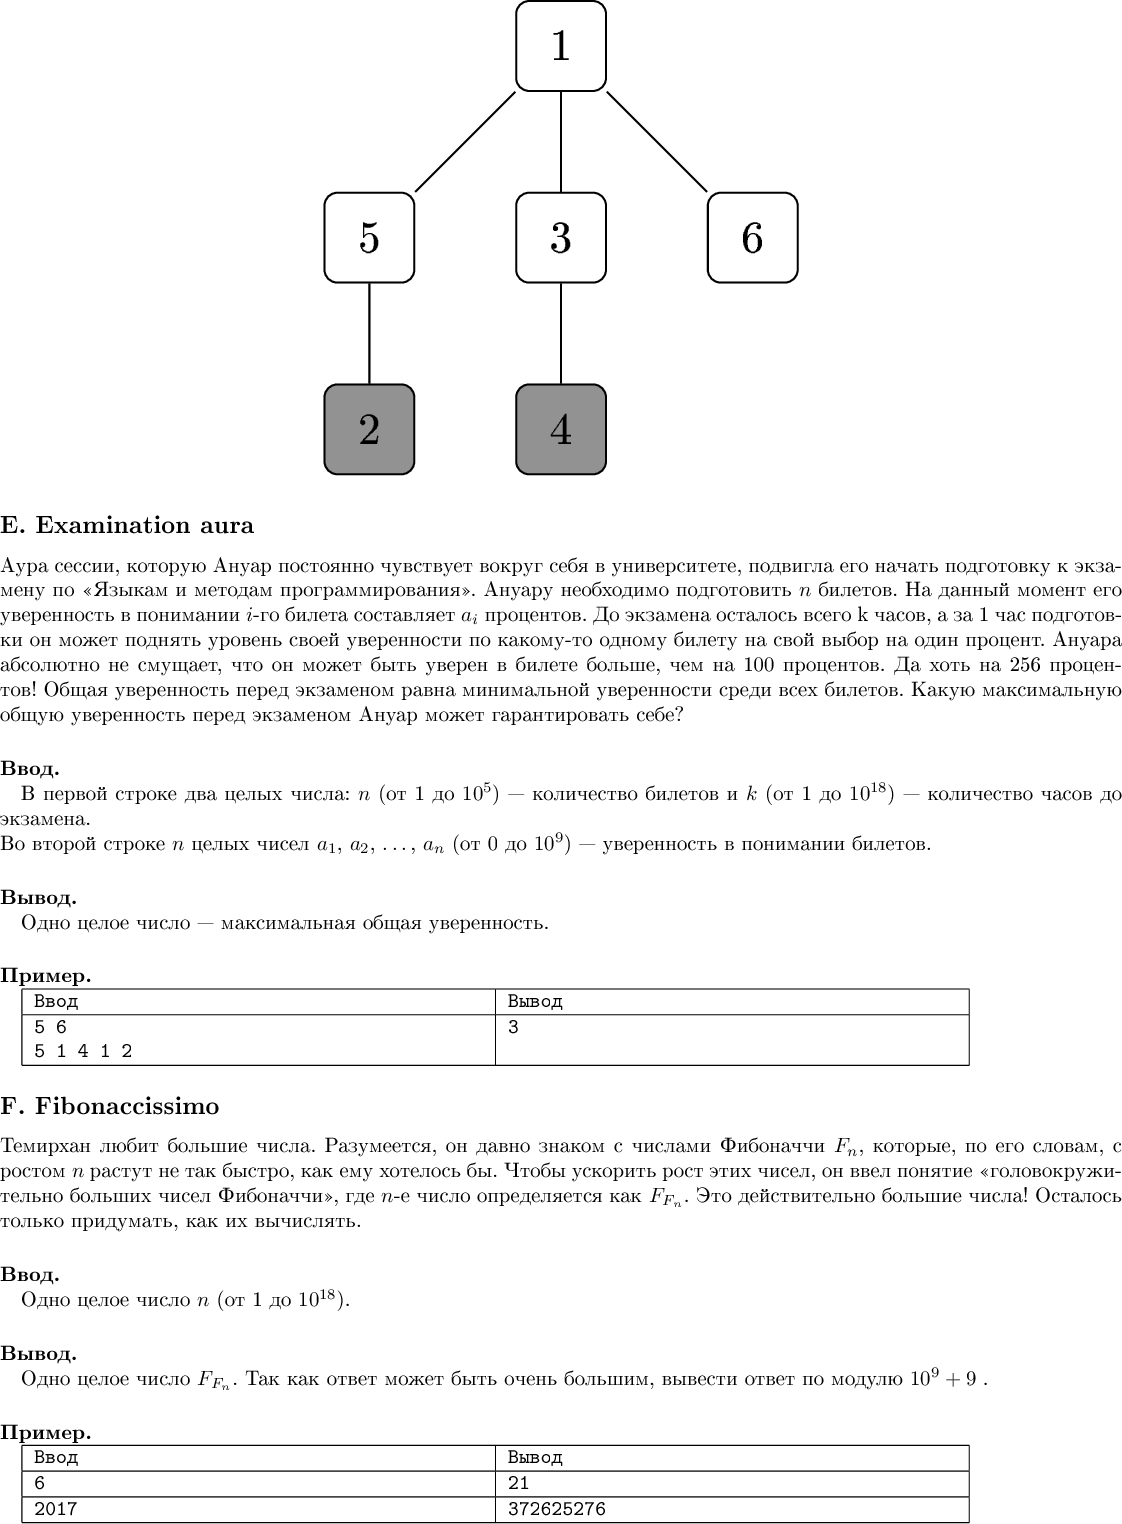 1
5 3 6
2 4
E. Examination aura
Аура сессии, которую Ануар постоянно чувствует вокруг себя в университете, подвигла его начать подготовку к экза-
мену по «Языкам и методам программирования». Ануару необходимо подготовить n билетов. На данный момент его
уверенность в понимании i-го билета составляет a_i процентов. До экзамена осталось всего k часов, а за 1 час подготов-
ки он может поднять уровень своей уверенности по какому-то одному билету на свой выбор на один процент. Ануара
абсолютно не смущает, что он может быть уверен в билете больше, чем на 100 процентов. Да хоть на 256 процен-
тов! Общая уверенность перед экзаменом равна минимальной уверенности среди всех билетов. Какую максимальную
общую уверенность перед экзаменом Ануар может гарантировать себе?
Ввод.
В первой строке два целых числа: n (от 1 до 10^5) — количество билетов и k (от 1 до 10^18) — количество часов до
экзамена.
Во второй строке n целых чисел a_1, a_2, ..., a_n (от 0 до 10^9) — уверенность в понимании билетов.
Вывод.
Одно целое число — максимальная общая уверенность.
Пример.
Ввод Вывод
5 6 3
5 1 4 1 2
F. Fibonaccissimo
Темирхан любит большие числа. Разумеется, он давно знаком с числами Фибоначчи F_n, которые, по его словам, с
ростом n растут не так быстро, как ему хотелось бы. Чтобы ускорить рост этих чисел, он ввел понятие «головокружи-
тельно больших чисел Фибоначчи», где n-е число определяется как F_{F_n}. Это действительно большие числа! Осталось
только придумать, как их вычислять.
Ввод.
Одно целое число n (от 1 до 10^18).
Вывод.
Одно целое число F_{F_n}. Так как ответ может быть очень большим, вывести ответ по модулю 10^9 + 9 .
Пример.
Ввод Вывод
6 21
2017 372625276